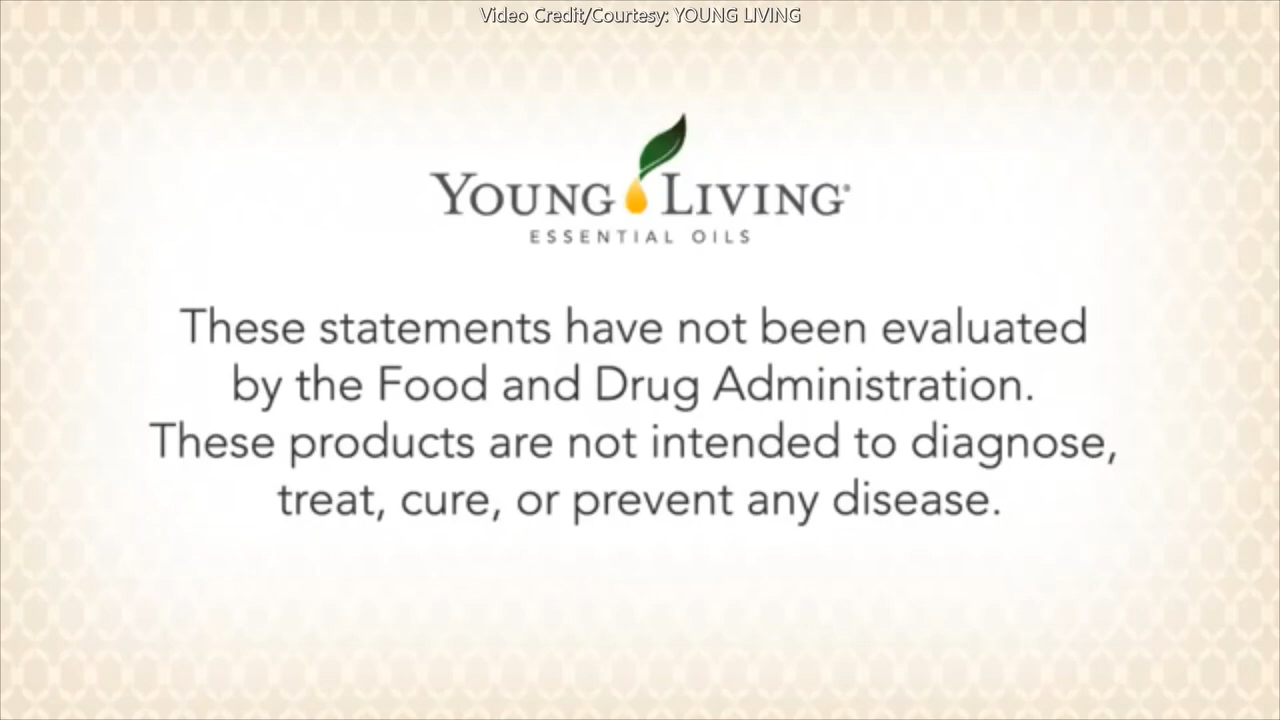 Video Credit/Courtesy: YOUNG LIVING
YOUNG LIVING®
ESSENTIAL OILS
These statements have not been evaluated
by the Food and Drug Administration.
These products are not intended to diagnose,
treat, cure, or prevent any disease.